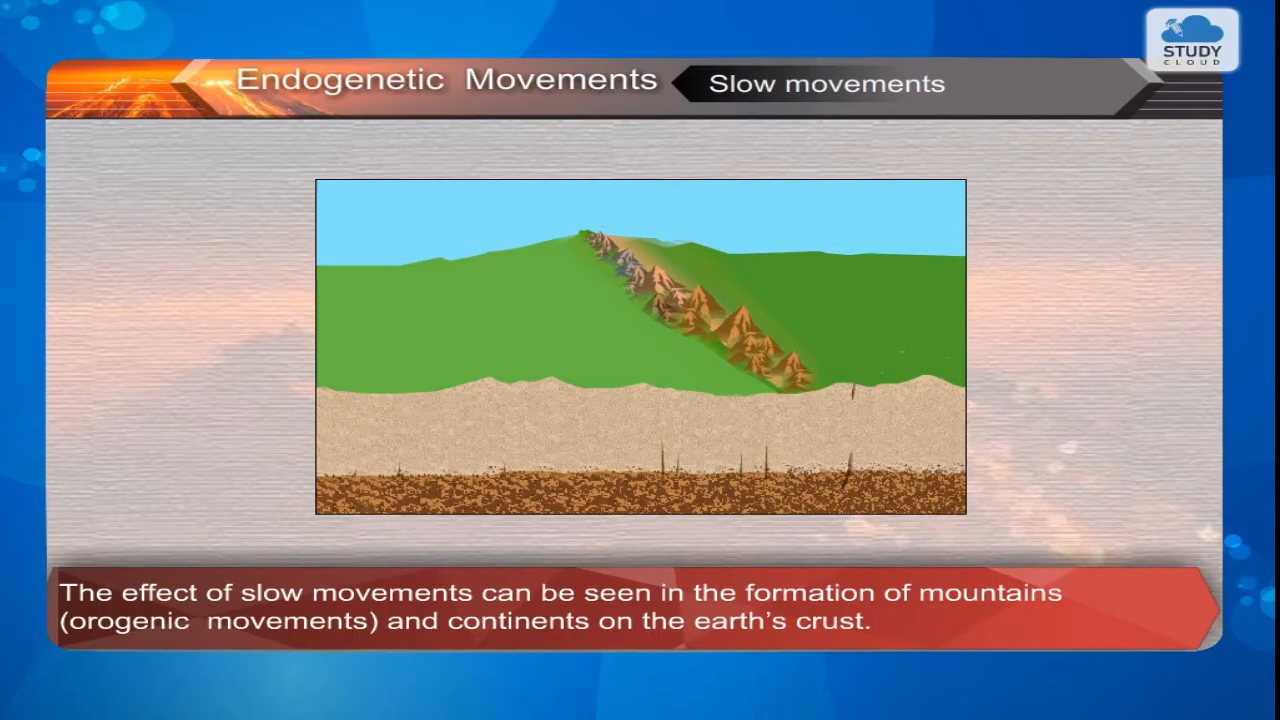 STUDY
CLOUD
Endogenetic Movements
Slow movements
The effect of slow movements can be seen in the formation of mountains
(orogenic movements) and continents on the earth's crust.